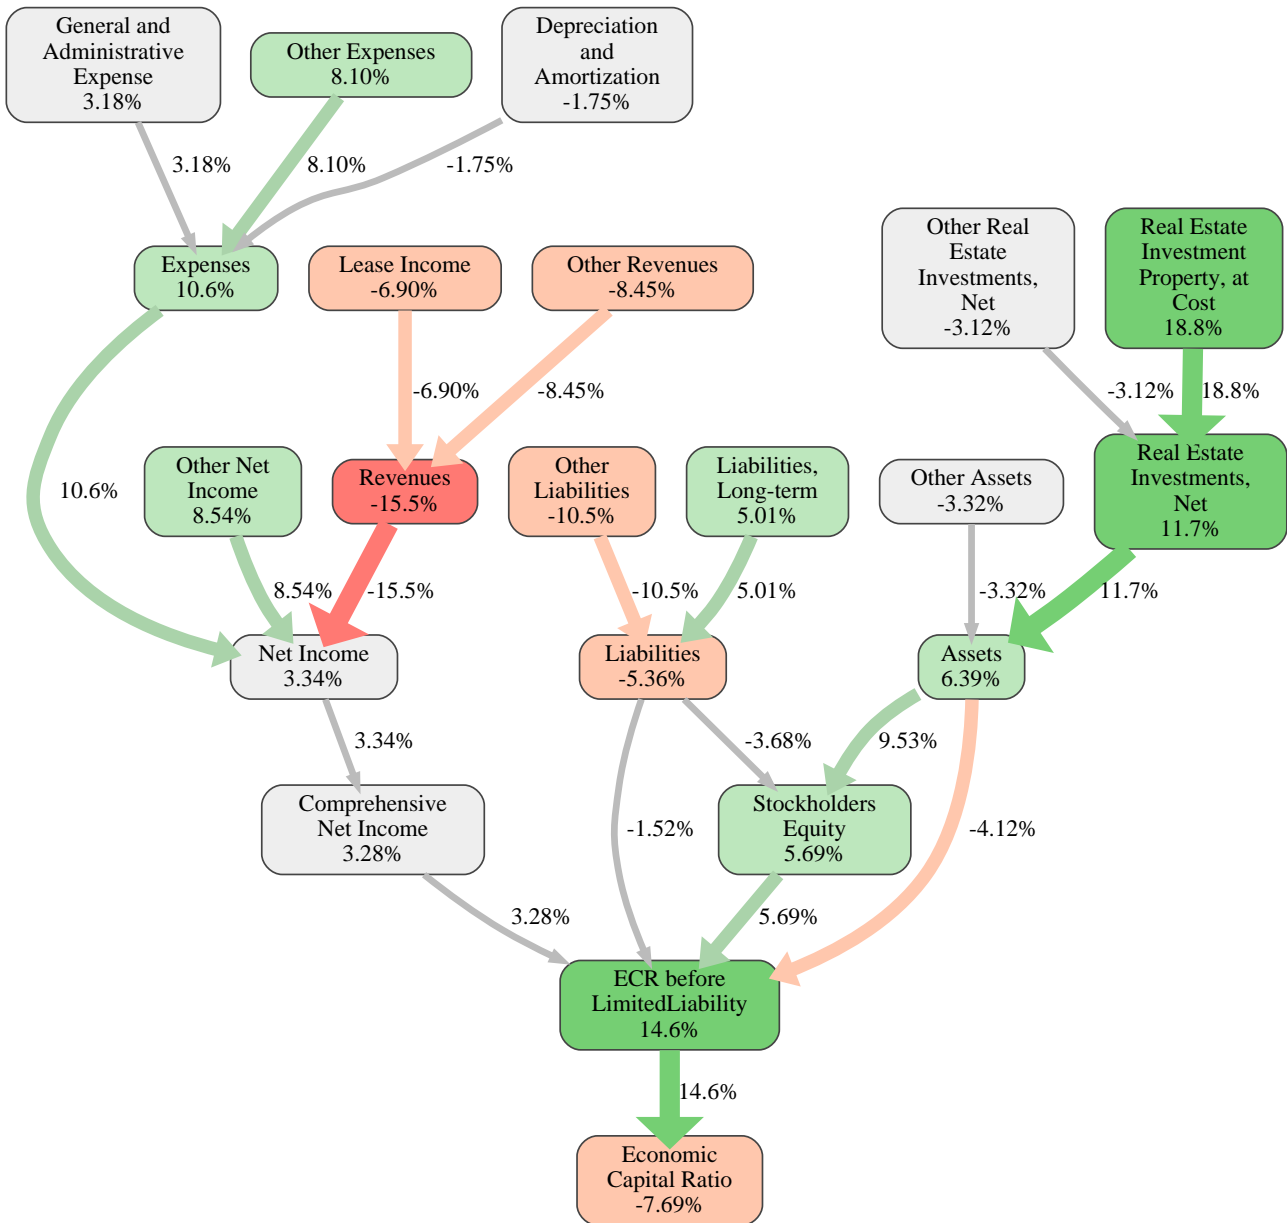 General and
Administrative
Expense
3.18%
Other Expenses
8.10%
Depreciation
and
Amortization
-1.75%
3.18%
8.10%
-1.75%
Other Real
Estate
Investments,
Net
-3.12%
Real Estate
Investment
Property, at
Cost
18.8%
Expenses
10.6%
Lease Income
-6.90%
Other Revenues
-8.45%
-6.90%
-8.45%
-3.12%
18.8%
10.6%
Other Net
Income
8.54%
Revenues
-15.5%
Other
Liabilities
-10.5%
Liabilities,
Long-term
5.01%
Other Assets
-3.32%
Real Estate
Investments,
Net
11.7%
8.54%
-15.5%
-10.5%
5.01%
-3.32%
11.7%
Net Income
3.34%
Liabilities
-5.36%
Assets
6.39%
3.34%
-3.68%
9.53%
Comprehensive
Net Income
3.28%
-1.52%
Stockholders
Equity
5.69%
-4.12%
3.28%
5.69%
ECR before
LimitedLiability
14.6%
14.6%
Economic
Capital Ratio
-7.69%